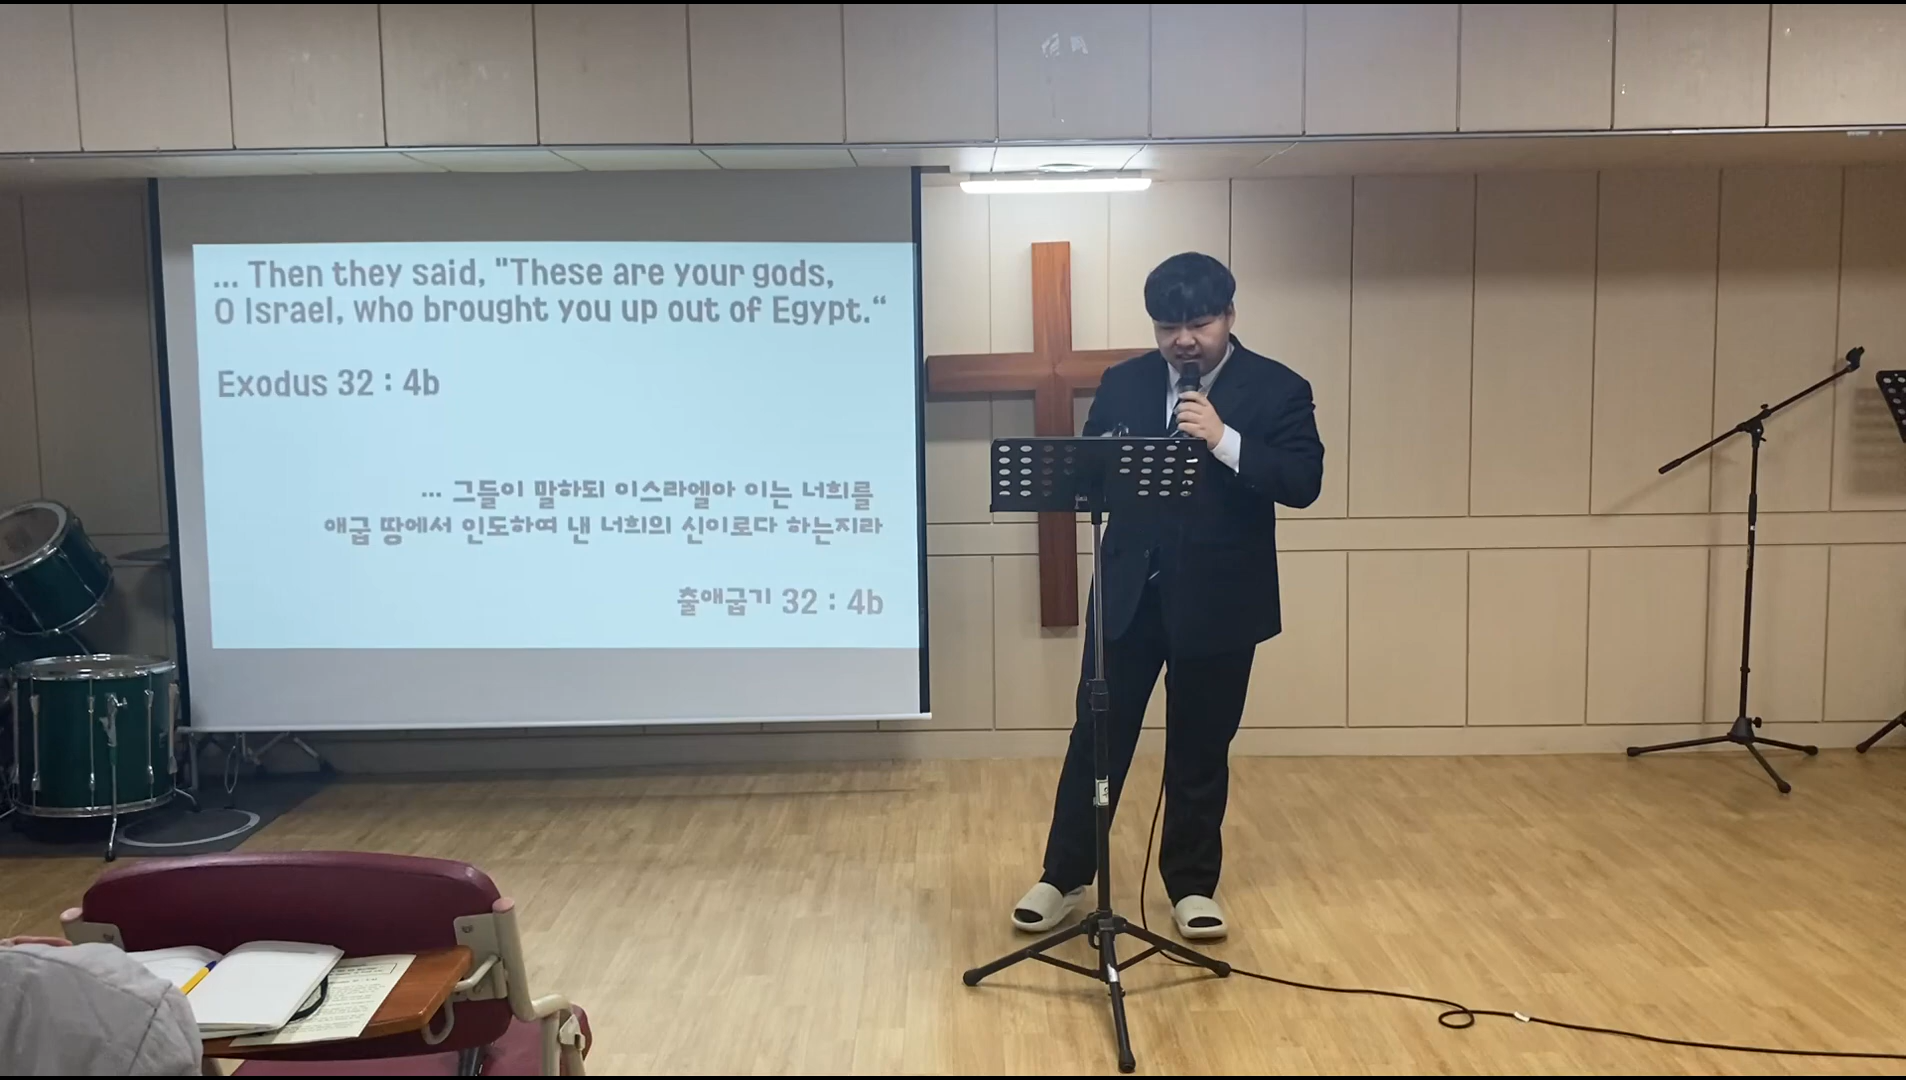 ... Then they said, "These are your gods,
O Israel, who brought you up out of Egypt.“
Exodus 32 : 4b
... 그들이 말하되 이스라엘아 이는 너희를
애굽 땅에서 인도하여 낸 너희의 신이로다 하는지라
출애굽기 32 : 4b